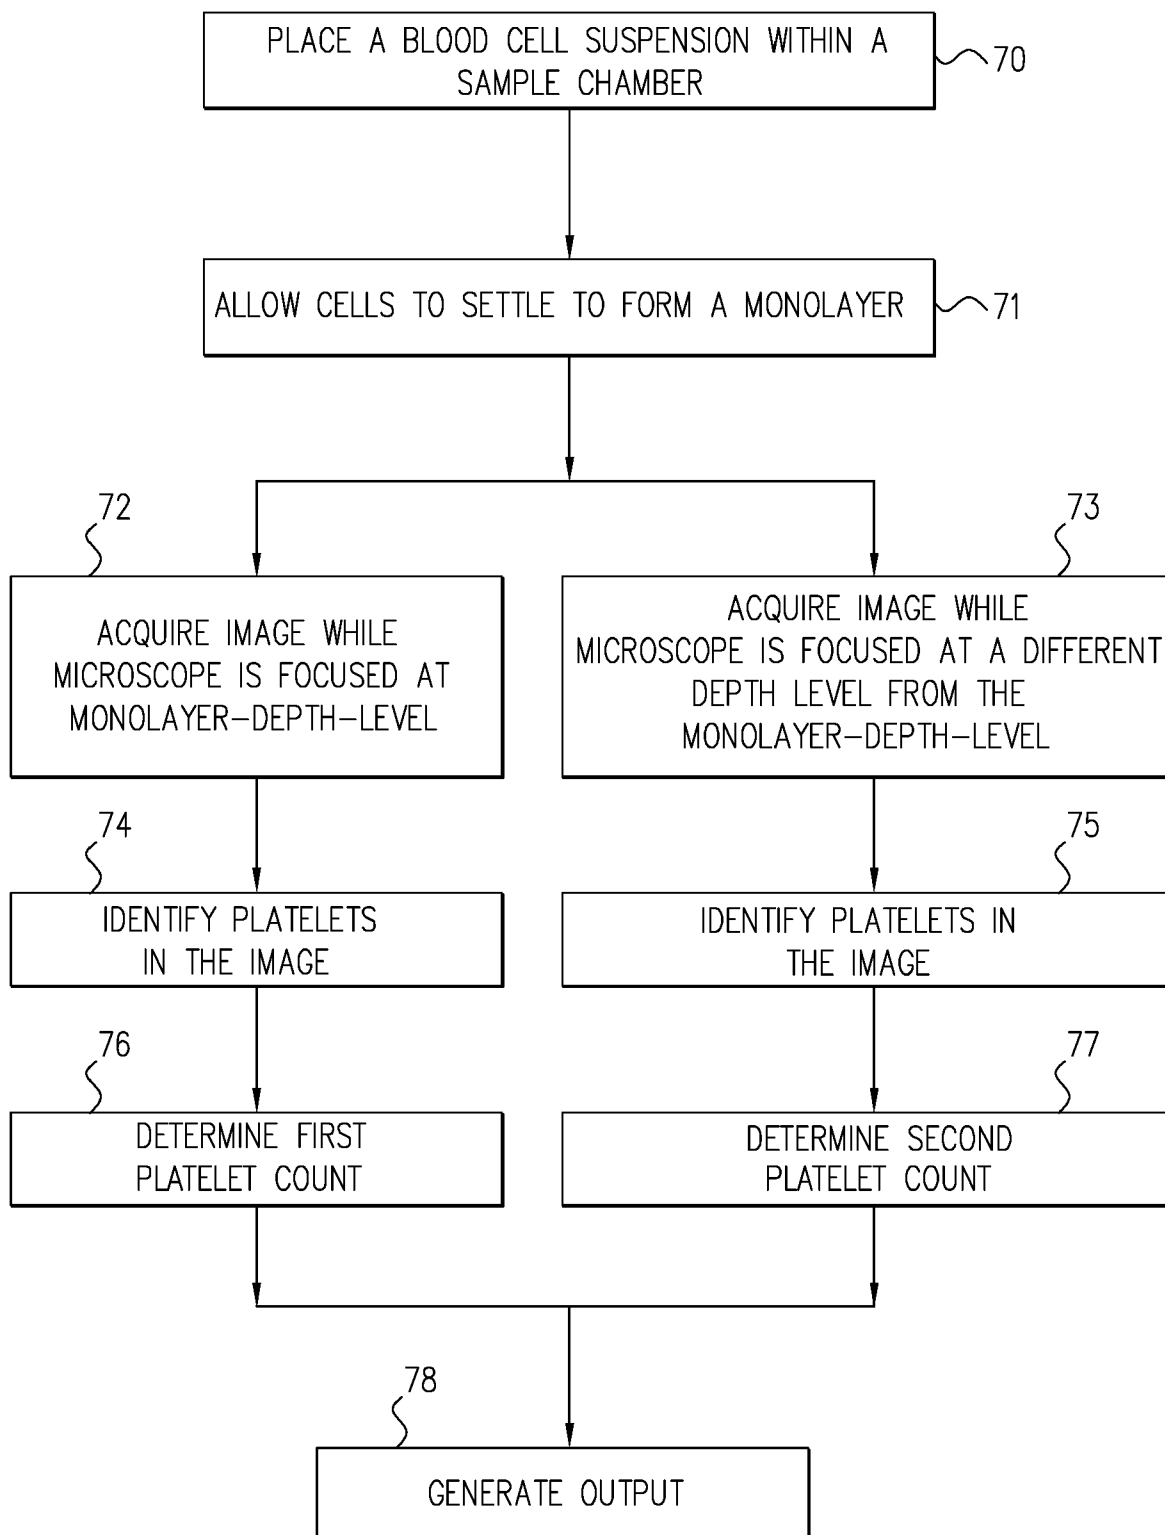 PLACE A BLOOD CELL SUSPENSION WITHIN A
SAMPLE CHAMBER
70
ALLOW CELLS TO SETTLE TO FORM A MONOLAYER
71
72
73
ACQUIRE IMAGE WHILE
MICROSCOPE IS FOCUSED AT
MONOLAYER-DEPTH-LEVEL
ACQUIRE IMAGE WHILE
MICROSCOPE IS FOCUSED AT A DIFFERENT
DEPTH LEVEL FROM THE
MONOLAYER-DEPTH-LEVEL
74
75
IDENTIFY PLATELETS
IN THE IMAGE
IDENTIFY PLATELETS IN
THE IMAGE
76
77
DETERMINE FIRST
PLATELET COUNT
DETERMINE SECOND
PLATELET COUNT
78
GENERATE OUTPUT